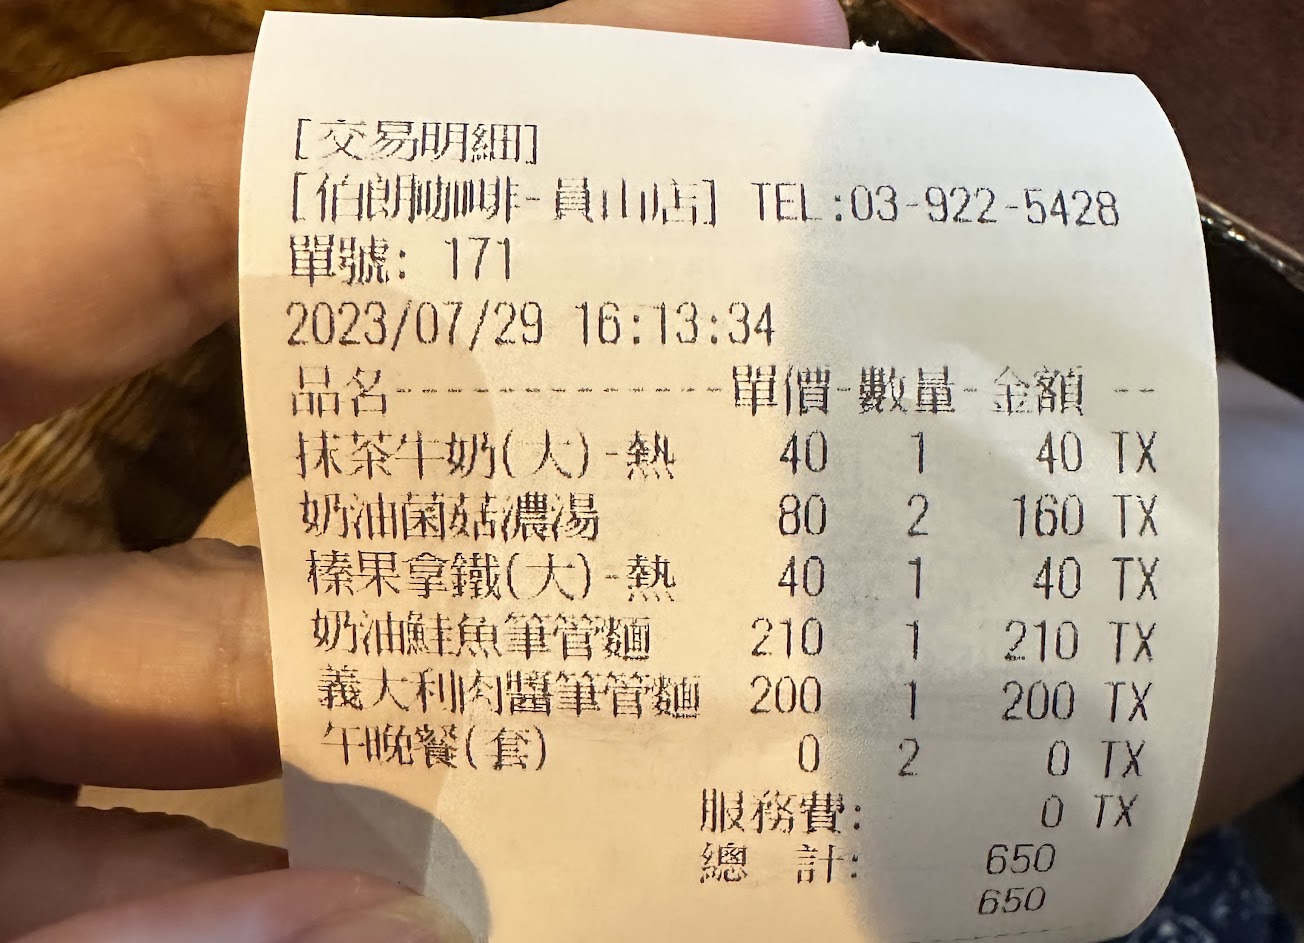 [交易明細]
[伯朗咖啡-員山店] TEL:03-922-5428
單號: 171
2023/07/29 16:13:34
品名--------------單價-數量-金額 --
抹茶牛奶(大)-熱 40 1 40 TX
奶油菌菇濃湯 80 2 160 TX
榛果拿鐵(大)-熱 40 1 40 TX
奶油鮭魚筆管麵 210 1 210 TX
義大利肉醬筆管麵 200 1 200 TX
午晚餐(套) 0 2 0 TX
服務費: 0 TX
總 計: 650
650